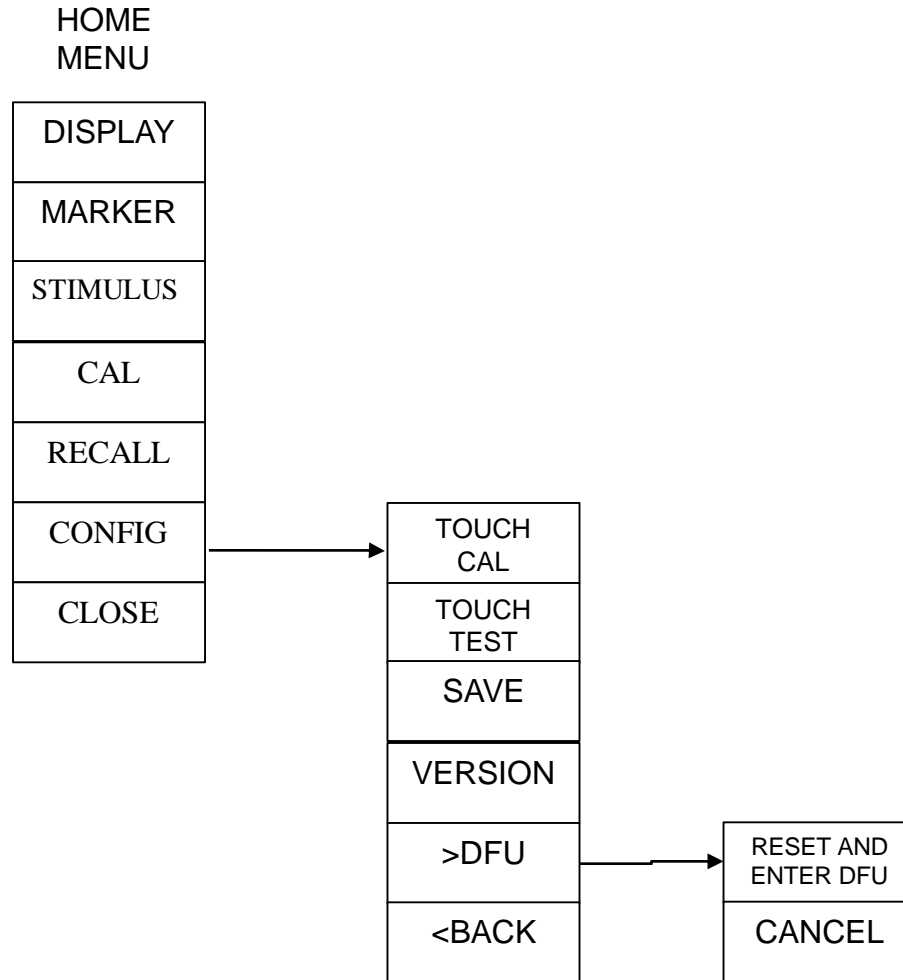 HOME
MENU
DISPLAY
MARKER
STIMULUS
CAL
RECALL
CONFIG
CLOSE
TOUCH
CAL
TOUCH
TEST
SAVE
VERSION
>DFU
<BACK
RESET AND
ENTER DFU
CANCEL